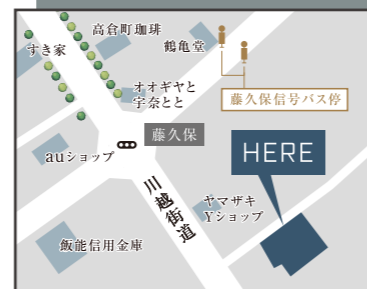 高倉町珈琲
鶴亀堂
すき家
オオギヤと
宇奈とと
藤久保信号バス停
藤久保
auショップ
HERE
川越街道
ヤマザキ
Yショップ
飯能信用金庫